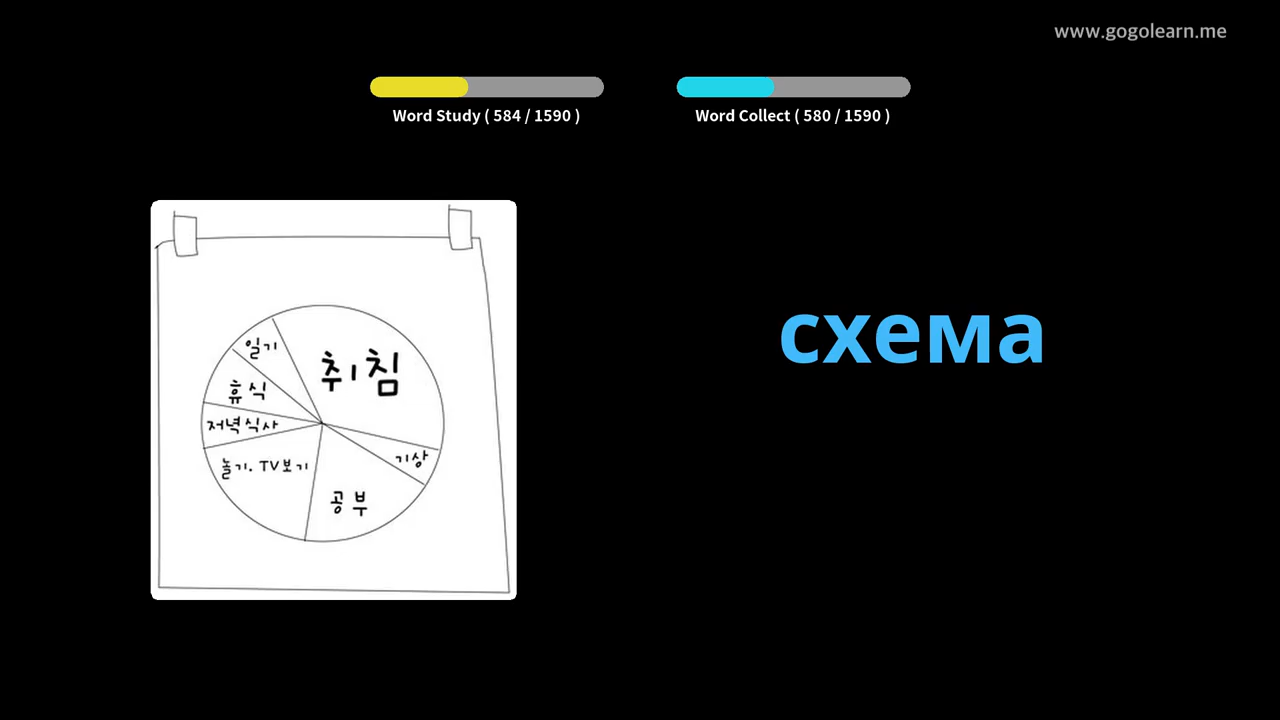 www.gogolearn.me
Word Study ( 584 / 1590 )
Word Collect ( 580 / 1590 )
일기
취침
휴식
저녁식사
놀기. TV보기
기상
공부
схема